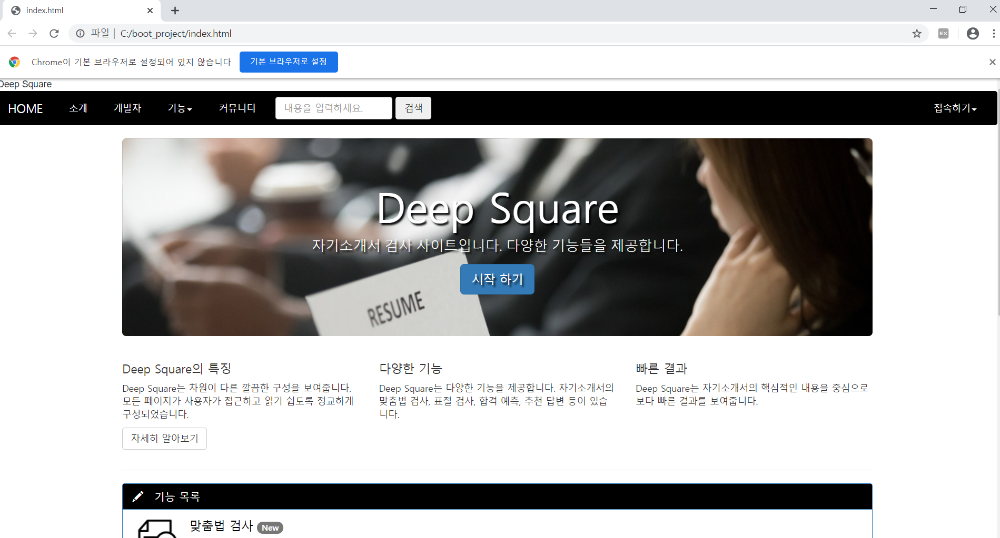 index.html
파일 | C:/boot_project/index.html
EX
Chrome이 기본 브라우저로 설정되어 있지 않습니다
기본 브라우저로 설정
Deep Square
HOME 소개 개발자 기능 커뮤니티 내용을 입력하세요. 검색 접속하기
Deep Square
자기소개서 검사 사이트입니다. 다양한 기능들을 제공합니다.
시작 하기
RESUME
Deep Square의 특징
Deep Square는 차원이 다른 깔끔한 구성을 보여줍니다.
모든 페이지가 사용자가 접근하고 읽기 쉽도록 정교하게
구성되었습니다.
자세히 알아보기
다양한 기능
Deep Square는 다양한 기능을 제공합니다. 자기소개서의
맞춤법 검사, 표절 검사, 합격 예측, 추천 답변 등이 있습
니다.
빠른 결과
Deep Square는 자기소개서의 핵심적인 내용을 중심으로
보다 빠른 결과를 보여줍니다.
기능 목록
맞춤법 검사 New